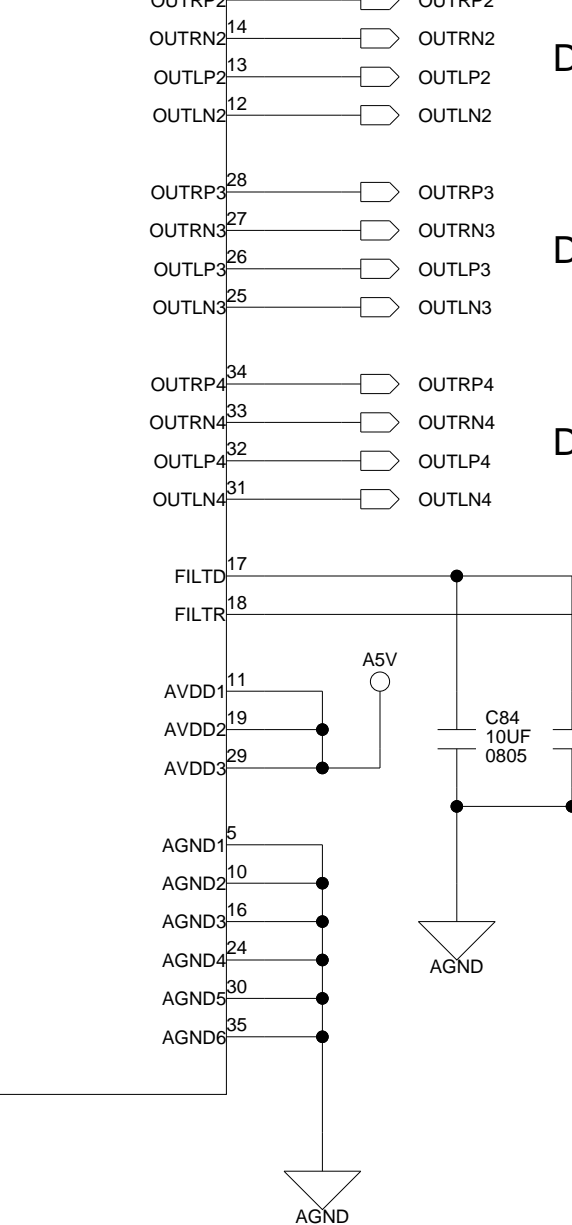 OUTRP2 OUTRP2
OUTRN2 14 OUTRN2
OUTLP2 13 OUTLP2
OUTLN2 12 OUTLN2
D
OUTRP3 28 OUTRP3
OUTRN3 27 OUTRN3
OUTLP3 26 OUTLP3
OUTLN3 25 OUTLN3
D
OUTRP4 34 OUTRP4
OUTRN4 33 OUTRN4
OUTLP4 32 OUTLP4
OUTLN4 31 OUTLN4
D
FILTD 17
FILTR 18
A5V
AVDD1 11
AVDD2 19
AVDD3 29
C84
10UF
0805
AGND1 5
AGND2 10
AGND3 16
AGND4 24
AGND5 30
AGND6 35
AGND
AGND